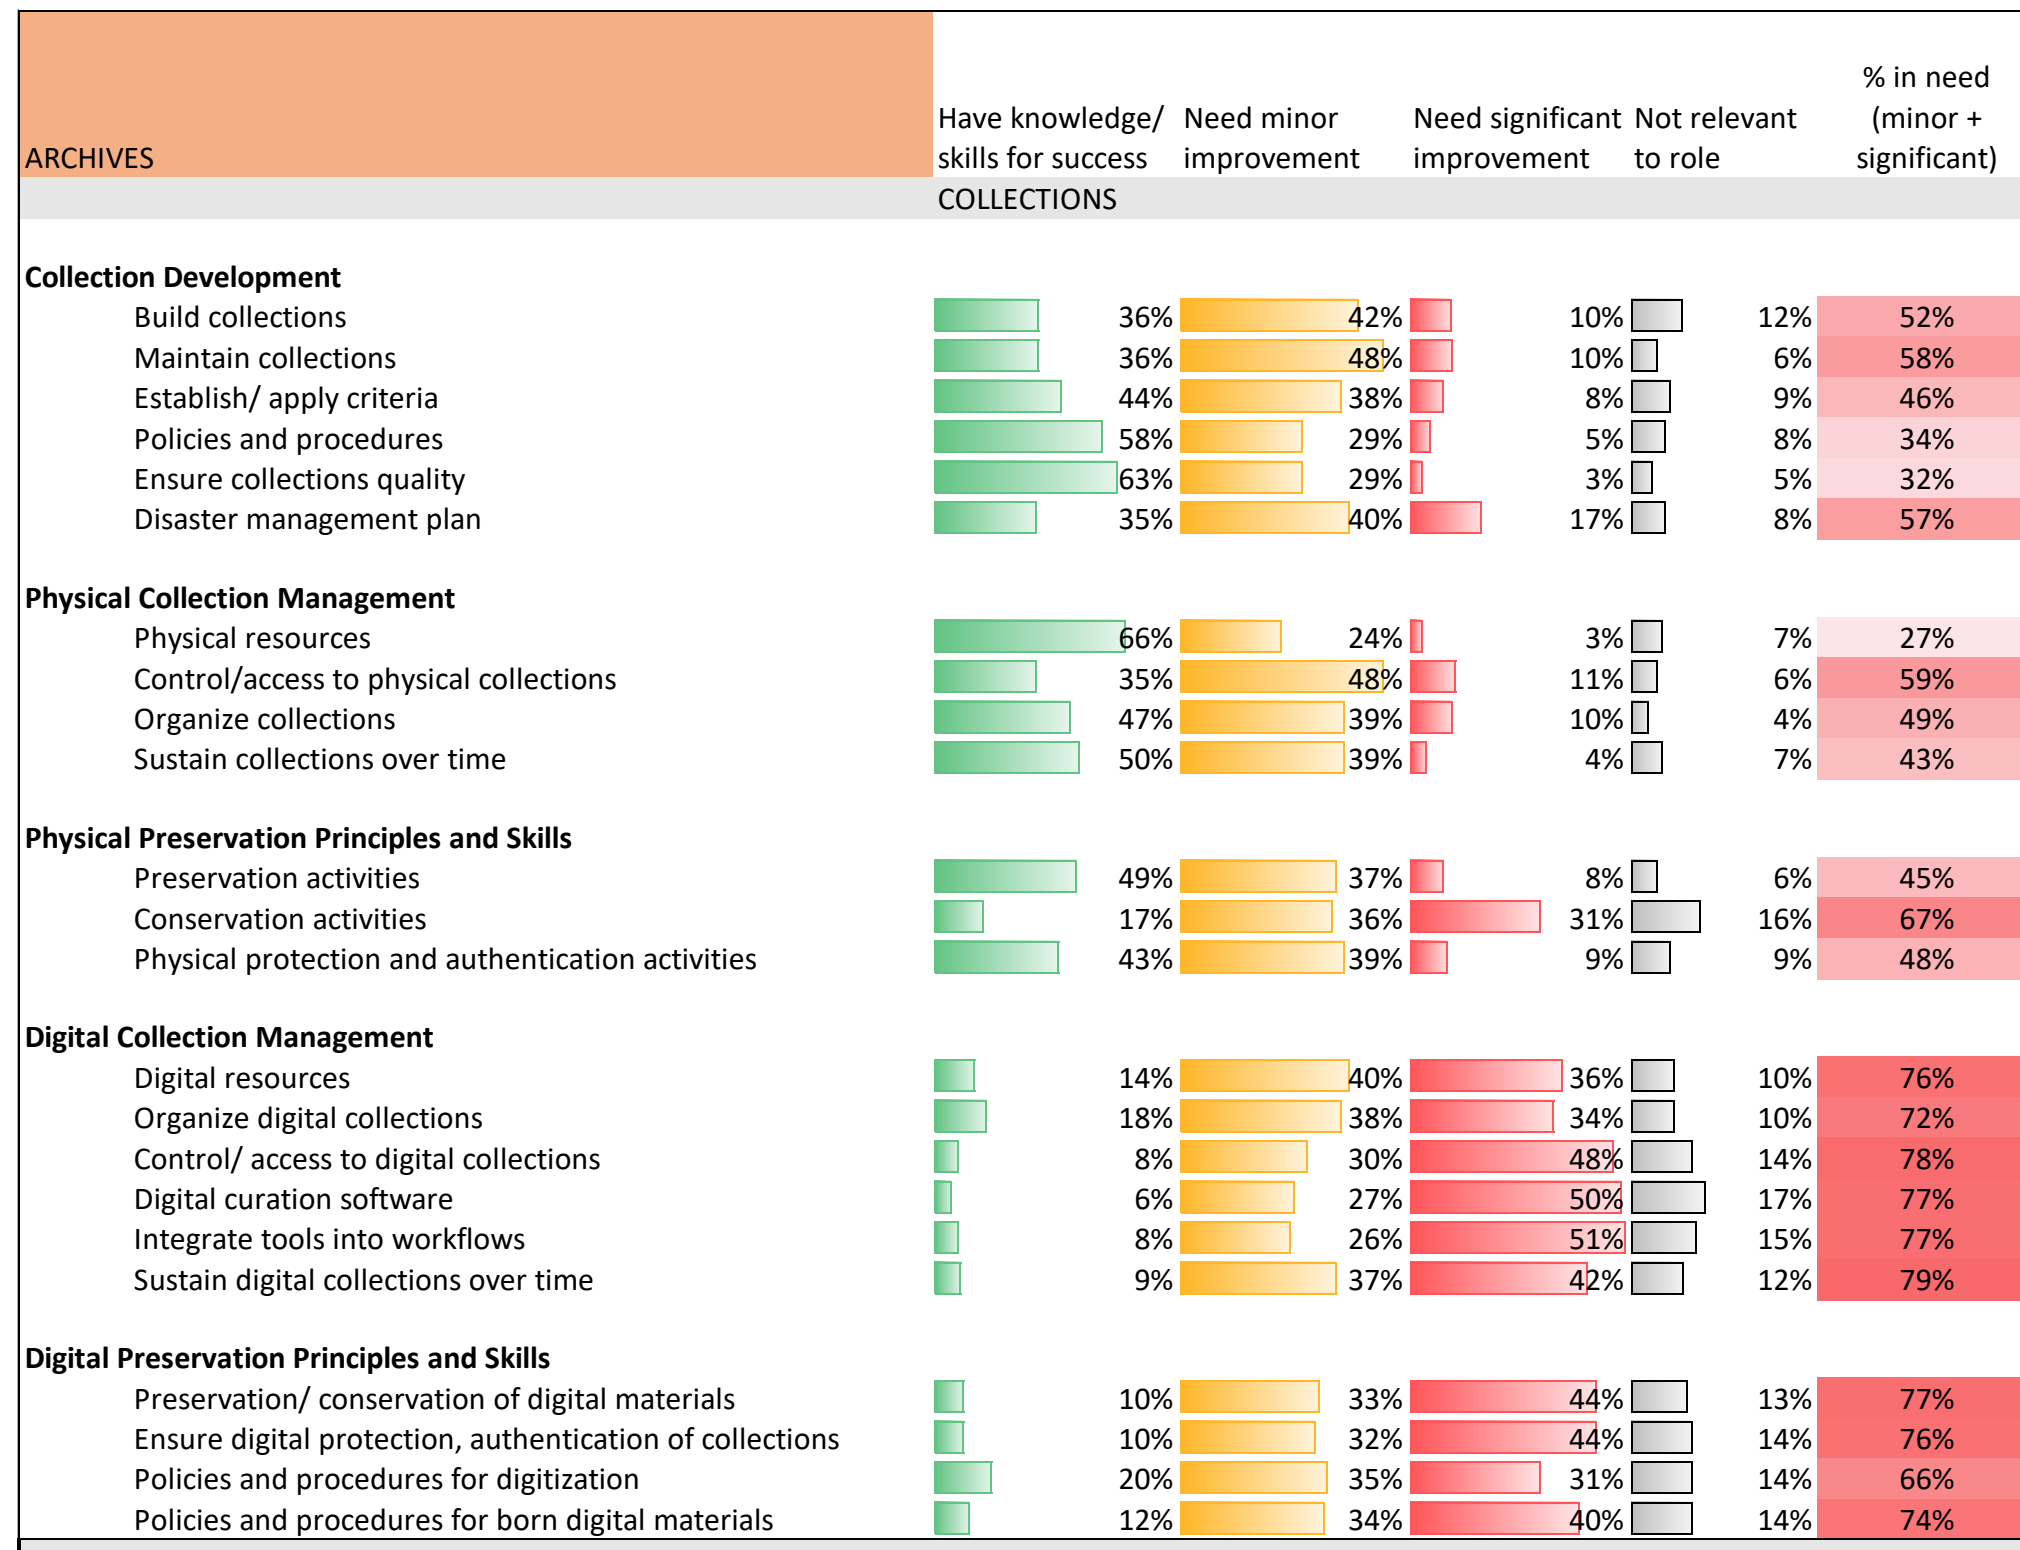 ARCHIVES Have knowledge/ skills for success Need minor improvement Need significant improvement Not relevant to role % in need (minor + significant)
COLLECTIONS
Collection Development
Build collections 36% 42% 10% 12% 52%
Maintain collections 36% 48% 10% 6% 58%
Establish/ apply criteria 44% 38% 8% 9% 46%
Policies and procedures 58% 29% 5% 8% 34%
Ensure collections quality 63% 29% 3% 5% 32%
Disaster management plan 35% 40% 17% 8% 57%
Physical Collection Management
Physical resources 66% 24% 3% 7% 27%
Control/access to physical collections 35% 48% 11% 6% 59%
Organize collections 47% 39% 10% 4% 49%
Sustain collections over time 50% 39% 4% 7% 43%
Physical Preservation Principles and Skills
Preservation activities 49% 37% 8% 6% 45%
Conservation activities 17% 36% 31% 16% 67%
Physical protection and authentication activities 43% 39% 9% 9% 48%
Digital Collection Management
Digital resources 14% 40% 36% 10% 76%
Organize digital collections 18% 38% 34% 10% 72%
Control/ access to digital collections 8% 30% 48% 14% 78%
Digital curation software 6% 27% 50% 17% 77%
Integrate tools into workflows 8% 26% 51% 15% 77%
Sustain digital collections over time 9% 37% 42% 12% 79%
Digital Preservation Principles and Skills
Preservation/ conservation of digital materials 10% 33% 44% 13% 77%
Ensure digital protection, authentication of collections 10% 32% 44% 14% 76%
Policies and procedures for digitization 20% 35% 31% 14% 66%
Policies and procedures for born digital materials 12% 34% 40% 14% 74%